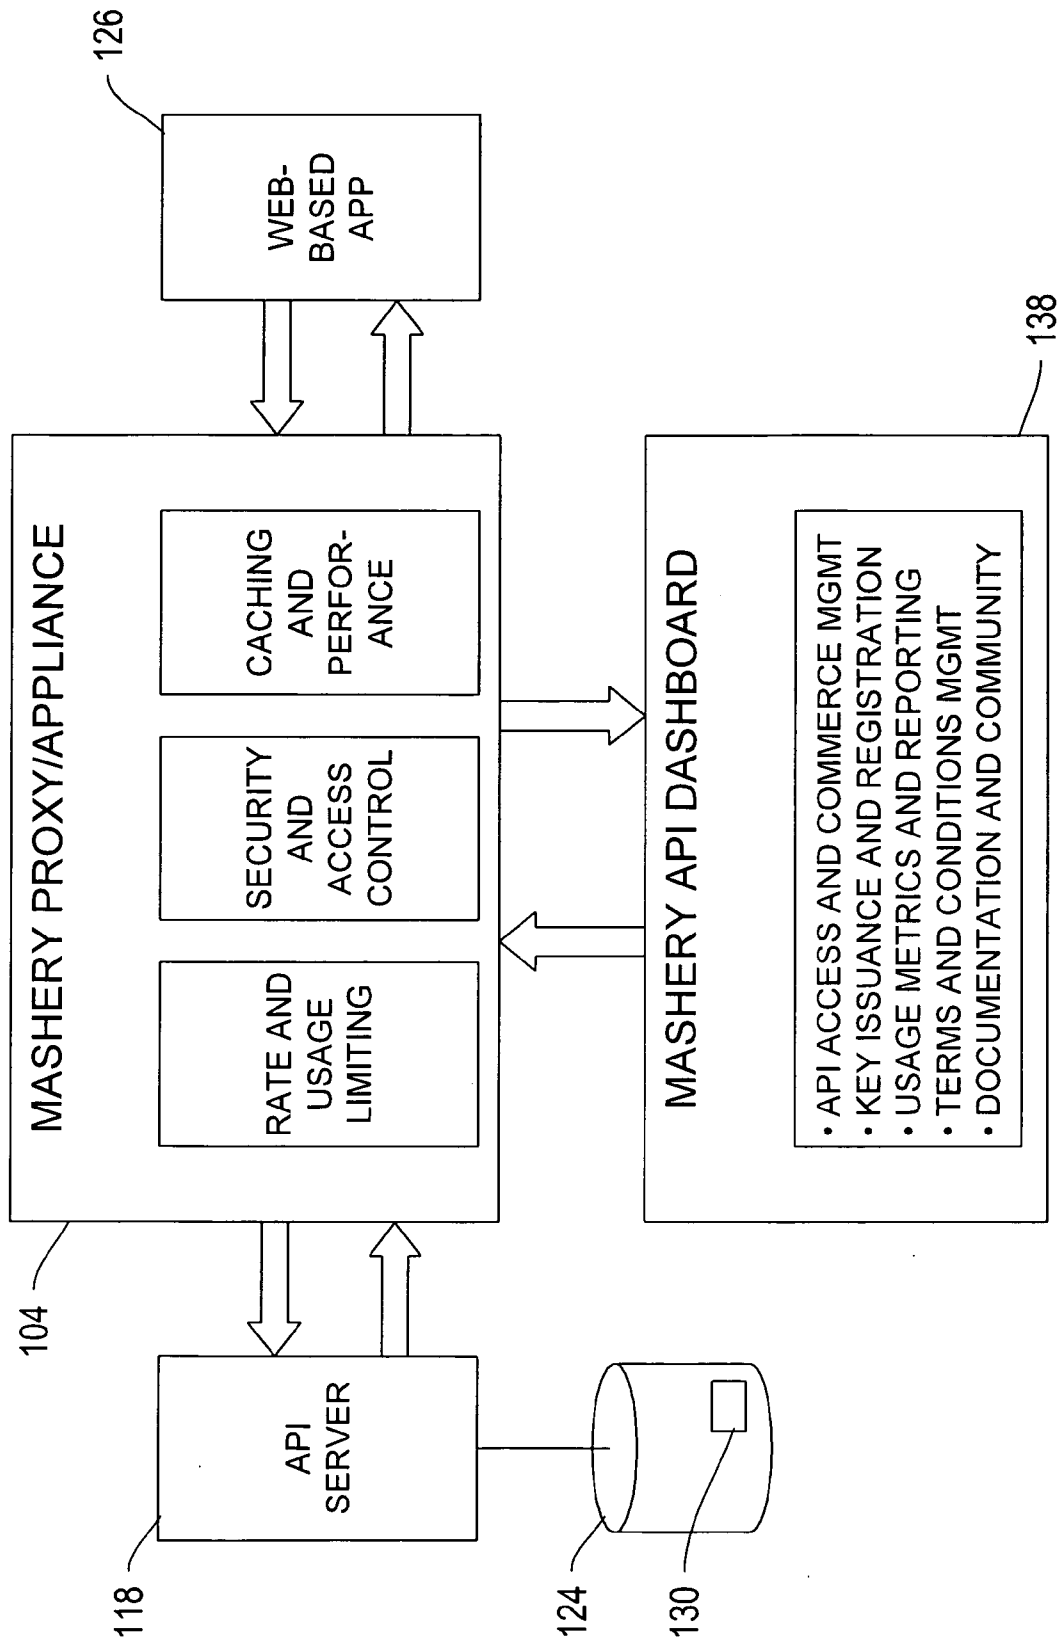 104
MASHERY PROXY/APPLIANCE
126
118
API
SERVER
RATE AND
USAGE
LIMITING
SECURITY
AND
ACCESS
CONTROL
CACHING
AND
PERFOR-
ANCE
WEB-
BASED
APP
124
130
MASHERY API DASHBOARD
138
• API ACCESS AND COMMERCE MGMT
• KEY ISSUANCE AND REGISTRATION
• USAGE METRICS AND REPORTING
• TERMS AND CONDITIONS MGMT
• DOCUMENTATION AND COMMUNITY